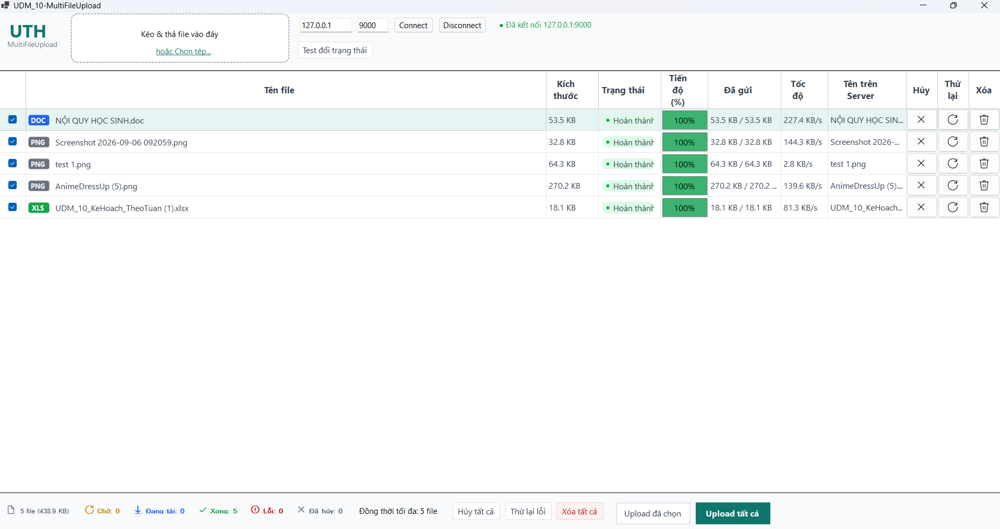 UDM_10-MultiFileUpload
UTH
MultiFileUpload
Kéo & thả file vào đây
hoặc Chọn tệp...
127.0.0.1
9000
Connect
Disconnect
● Đã kết nối 127.0.0.1:9000
Test đổi trạng thái
Tên file
Kích thước
Trạng thái
Tiến độ (%)
Đã gửi
Tốc độ
Tên trên Server
Hủy
Thử lại
Xóa
DOC NỘI QUY HỌC SINH.doc 53.5 KB Hoàn thành 100% 53.5 KB / 53.5 KB 227.4 KB/s NỘI QUY HỌC SIN...
PNG Screenshot 2026-09-06 092059.png 32.8 KB Hoàn thành 100% 32.8 KB / 32.8 KB 144.3 KB/s Screenshot 2026-...
PNG test 1.png 64.3 KB Hoàn thành 100% 64.3 KB / 64.3 KB 2.8 KB/s test 1.png
PNG AnimeDressUp (5).png 270.2 KB Hoàn thành 100% 270.2 KB / 270.2 ... 139.6 KB/s AnimeDressUp (5)....
XLS UDM_10_KeHoach_TheoTuan (1).xlsx 18.1 KB Hoàn thành 100% 18.1 KB / 18.1 KB 81.3 KB/s UDM_10_KeHoach...
5 file (438.9 KB)
Chờ: 0
Đang tải: 0
Xong: 5
Lỗi: 0
Đã hủy: 0
Đồng thời tối đa: 5 file
Hủy tất cả
Thử lại lỗi
Xóa tất cả
Upload đã chọn
Upload tất cả